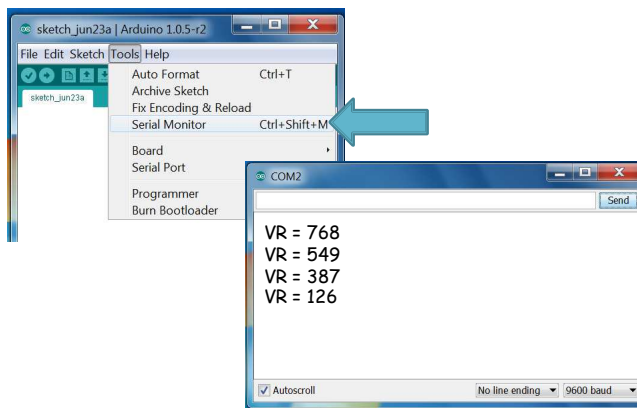 sketch_jun23a | Arduino 1.0.5-r2
File Edit Sketch Tools Help
sketch_jun23a
Auto Format Ctrl+T
Archive Sketch
Fix Encoding & Reload
Serial Monitor Ctrl+Shift+M
Board
Serial Port
Programmer
Burn Bootloader
COM2
Send
VR = 768
VR = 549
VR = 387
VR = 126
Autoscroll No line ending 9600 baud